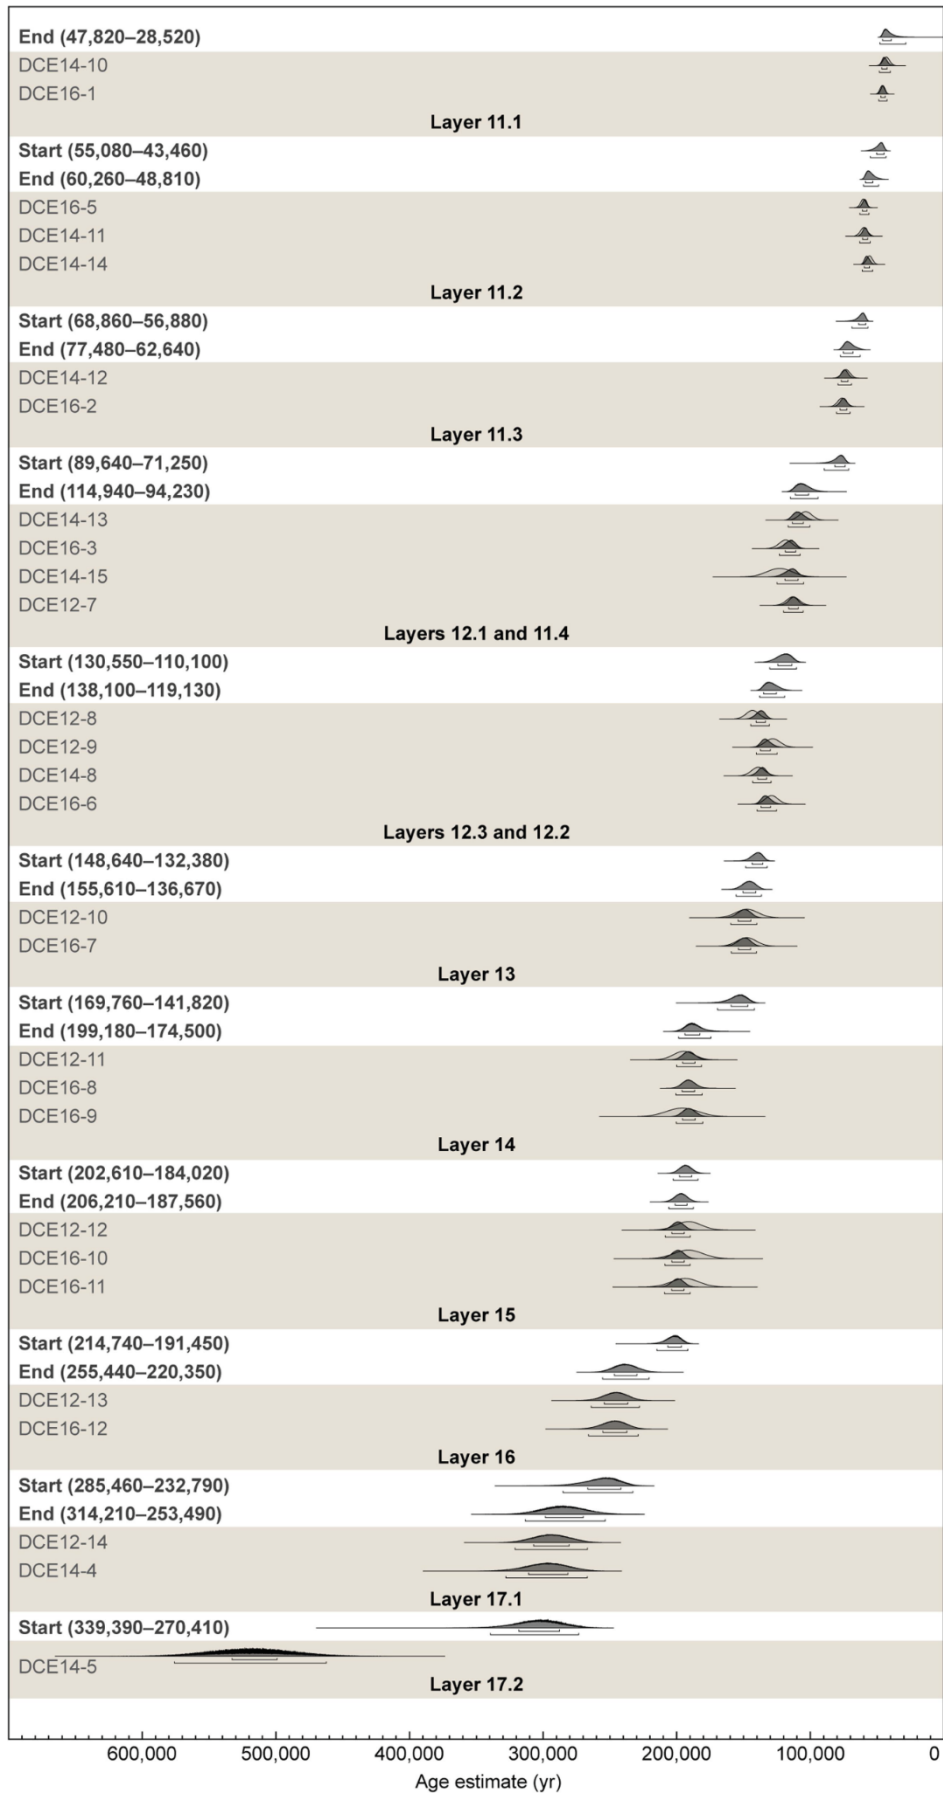 End (47,820–28,520)
DCE14-10
DCE16-1
Layer 11.1
Start (55,080–43,460)
End (60,260–48,810)
DCE16-5
DCE14-11
DCE14-14
Layer 11.2
Start (68,860–56,880)
End (77,480–62,640)
DCE14-12
DCE16-2
Layer 11.3
Start (89,640–71,250)
End (114,940–94,230)
DCE14-13
DCE16-3
DCE14-15
DCE12-7
Layers 12.1 and 11.4
Start (130,550–110,100)
End (138,100–119,130)
DCE12-8
DCE12-9
DCE14-8
DCE16-6
Layers 12.3 and 12.2
Start (148,640–132,380)
End (155,610–136,670)
DCE12-10
DCE16-7
Layer 13
Start (169,760–141,820)
End (199,180–174,500)
DCE12-11
DCE16-8
DCE16-9
Layer 14
Start (202,610–184,020)
End (206,210–187,560)
DCE12-12
DCE16-10
DCE16-11
Layer 15
Start (214,740–191,450)
End (255,440–220,350)
DCE12-13
DCE16-12
Layer 16
Start (285,460–232,790)
End (314,210–253,490)
DCE12-14
DCE14-4
Layer 17.1
Start (339,390–270,410)
DCE14-5
Layer 17.2
600,000 500,000 400,000 300,000 200,000 100,000 0
Age estimate (yr)